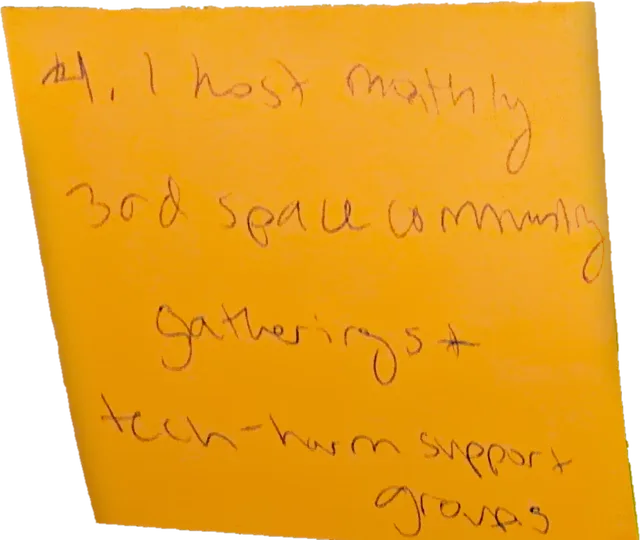 #1. I host monthly
3rd space community
gatherings +
tech-harm support
groups